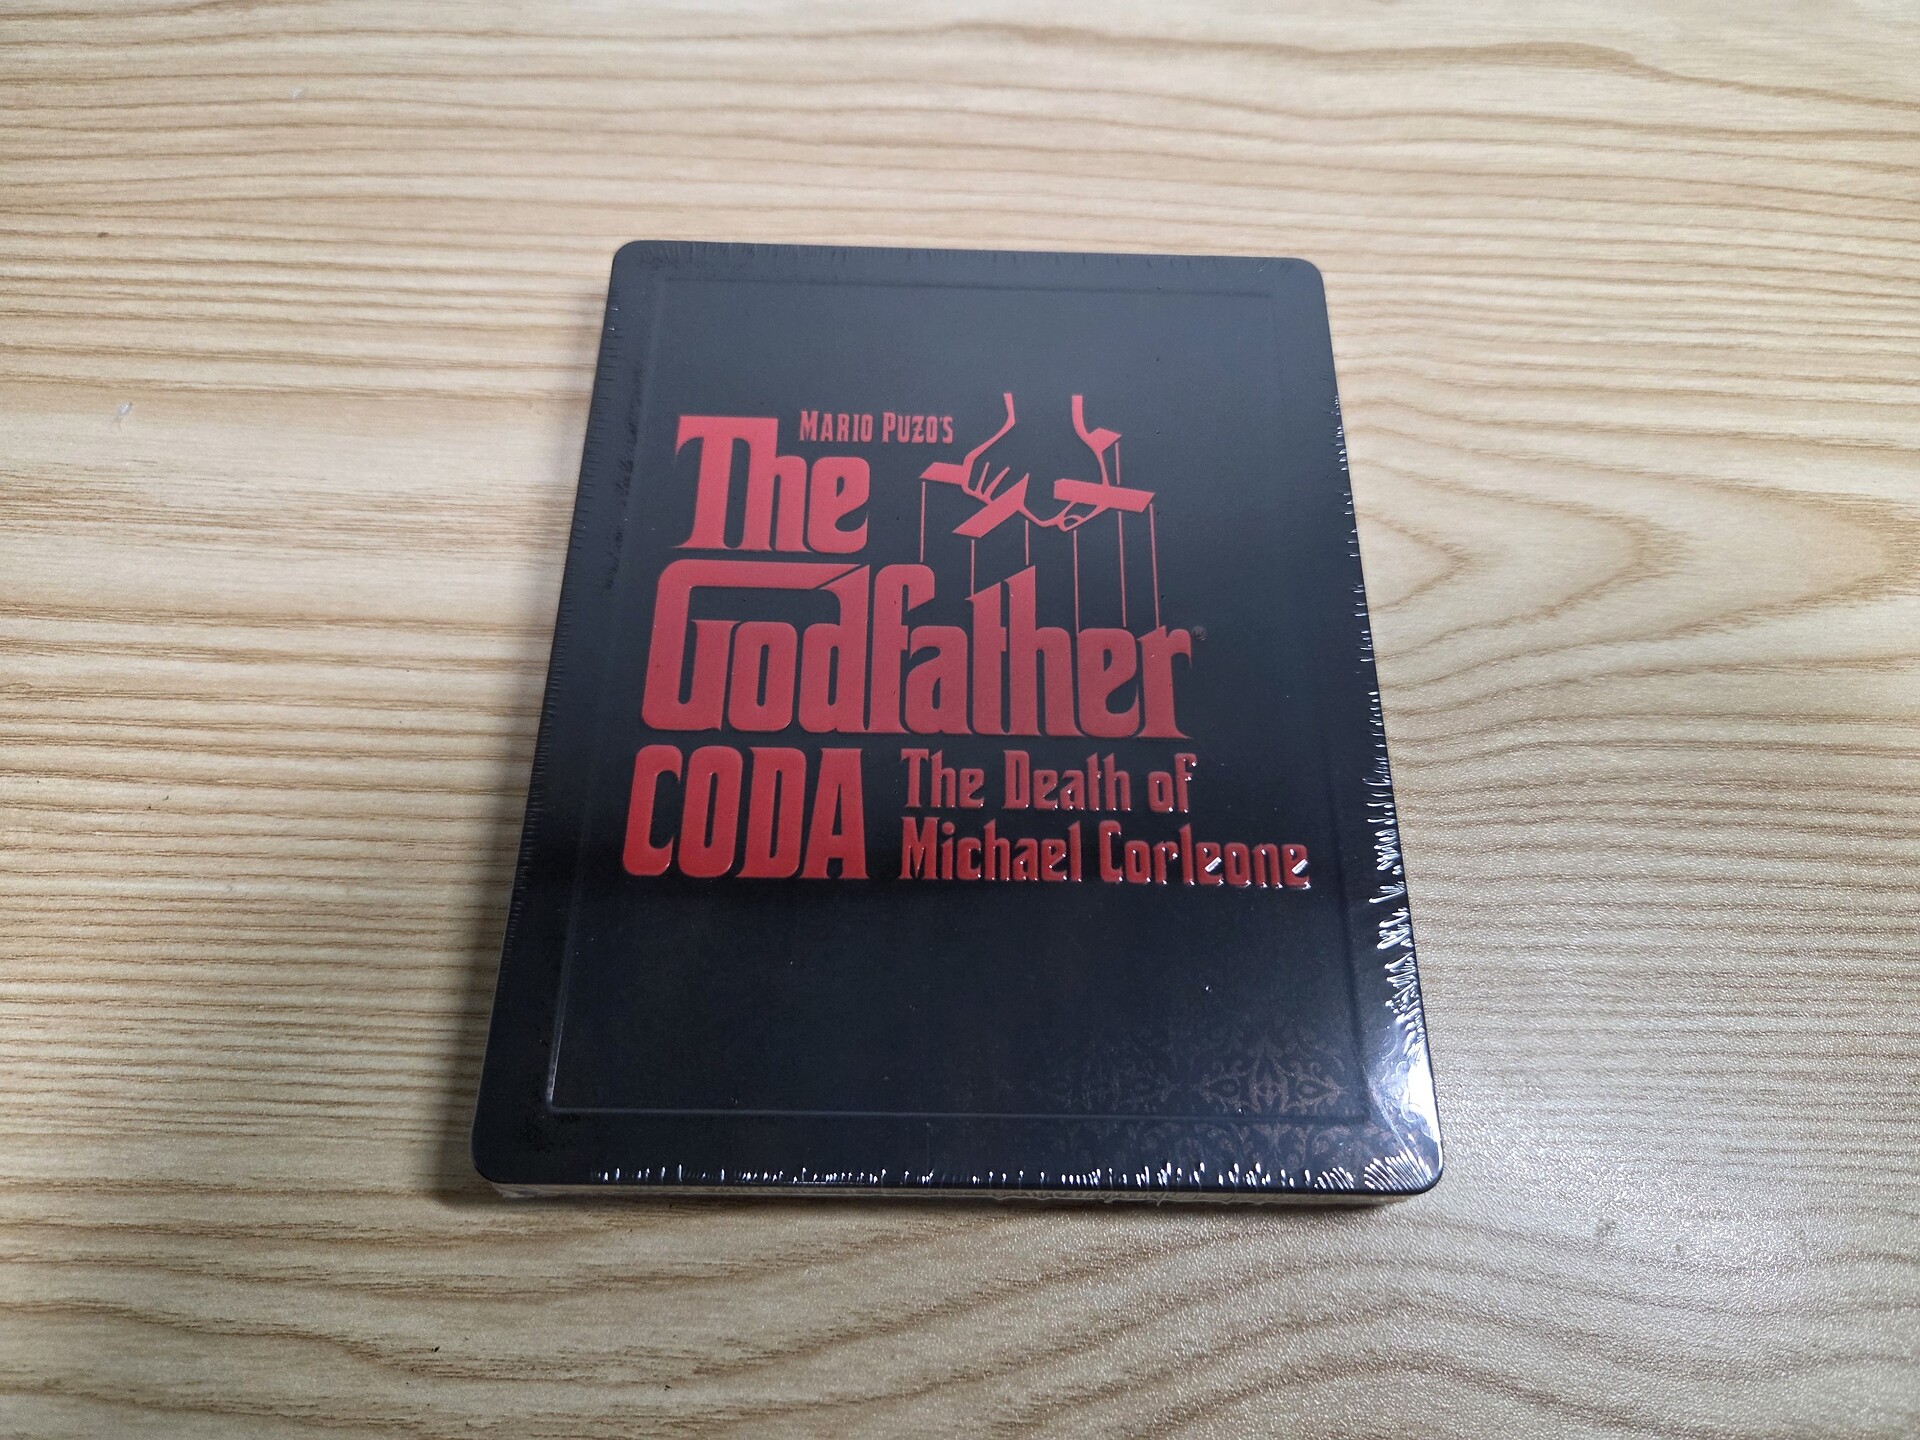 MARIO PUZO'S
The
Godfather
CODA The Death of
Michael Corleone